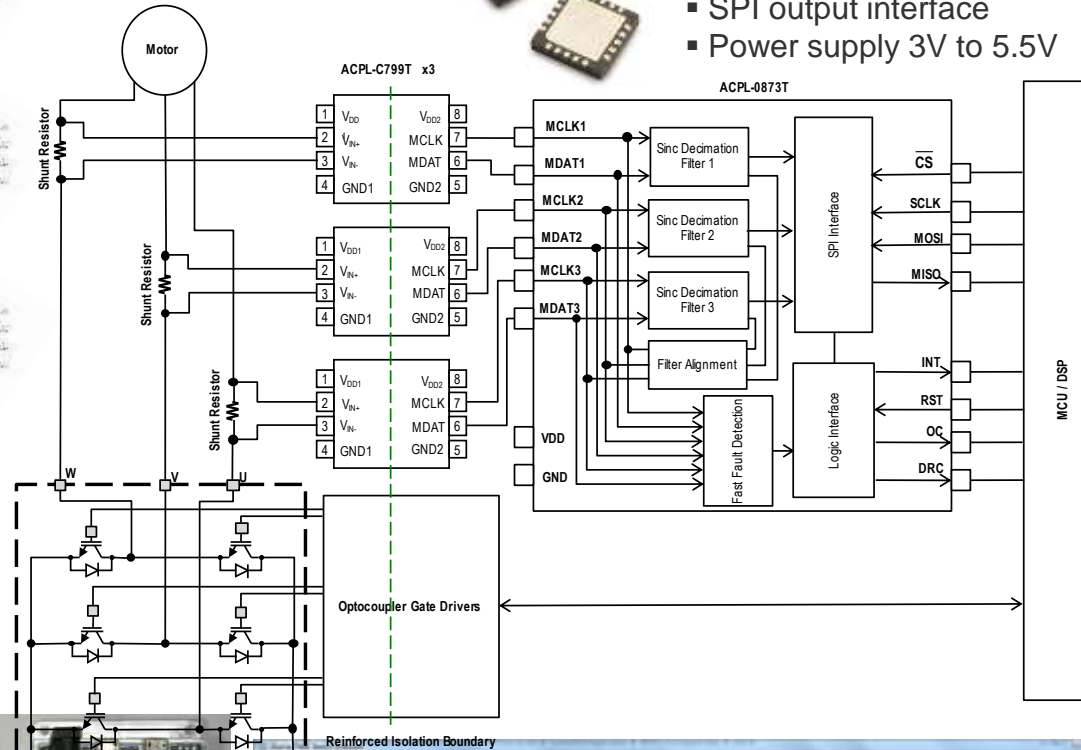 ▪ SPI output interface
▪ Power supply 3V to 5.5V
Motor
ACPL-C799T x3
ACPL-0873T
Shunt Resistor
1 VDD VDD2 8
2 VIN+ MCLK 7
3 VIN- MDAT 6
4 GND1 GND2 5
Shunt Resistor
1 VDD1 VDD2 8
2 VIN+ MCLK 7
3 VIN- MDAT 6
4 GND1 GND2 5
Shunt Resistor
1 VDD1 VDD2 8
2 VIN+ MCLK 7
3 VIN- MDAT 6
4 GND1 GND2 5
MCLK1
MDAT1
MCLK2
MDAT2
MCLK3
MDAT3
VDD
GND
Sinc Decimation
Filter 1
Sinc Decimation
Filter 2
Sinc Decimation
Filter 3
Filter Alignment
Fast Fault Detection
SPI Interface
Logic Interface
CS
SCLK
MOSI
MISO
INT
RST
OC
DRC
MCU / DSP
W
V
U
Optocoupler Gate Drivers
Reinforced Isolation Boundary